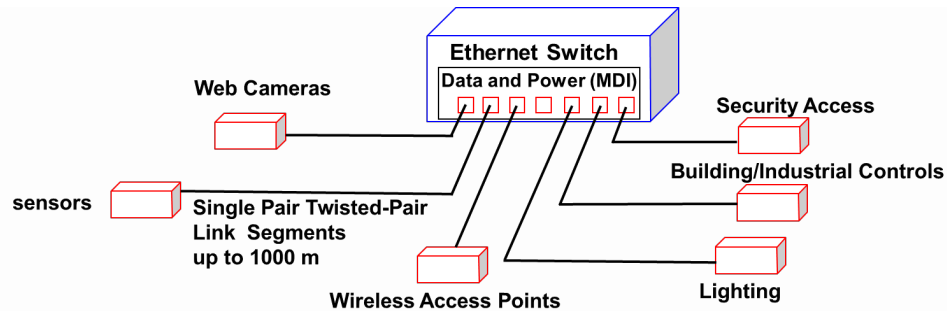 Ethernet Switch
Data and Power (MDI)
Web Cameras
Security Access
Building/Industrial Controls
sensors
Single Pair Twisted-Pair
Link Segments
up to 1000 m
Wireless Access Points
Lighting